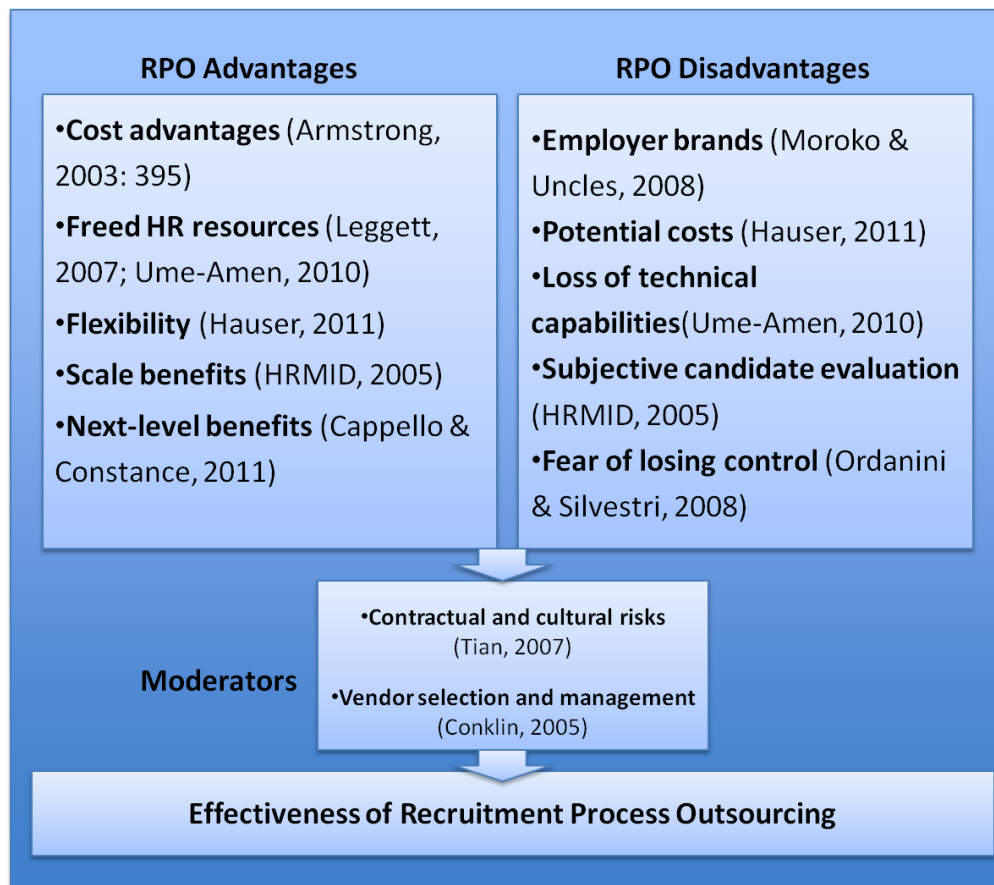 RPO Advantages
•Cost advantages (Armstrong,
2003: 395)
•Freed HR resources (Leggett,
2007; Ume-Amen, 2010)
•Flexibility (Hauser, 2011)
•Scale benefits (HRMID, 2005)
•Next-level benefits (Cappello &
Constance, 2011)
RPO Disadvantages
•Employer brands (Moroko &
Uncles, 2008)
•Potential costs (Hauser, 2011)
•Loss of technical
capabilities(Ume-Amen, 2010)
•Subjective candidate evaluation
(HRMID, 2005)
•Fear of losing control (Ordanini
& Silvestri, 2008)
Moderators
•Contractual and cultural risks
(Tian, 2007)
•Vendor selection and management
(Conklin, 2005)
Effectiveness of Recruitment Process Outsourcing